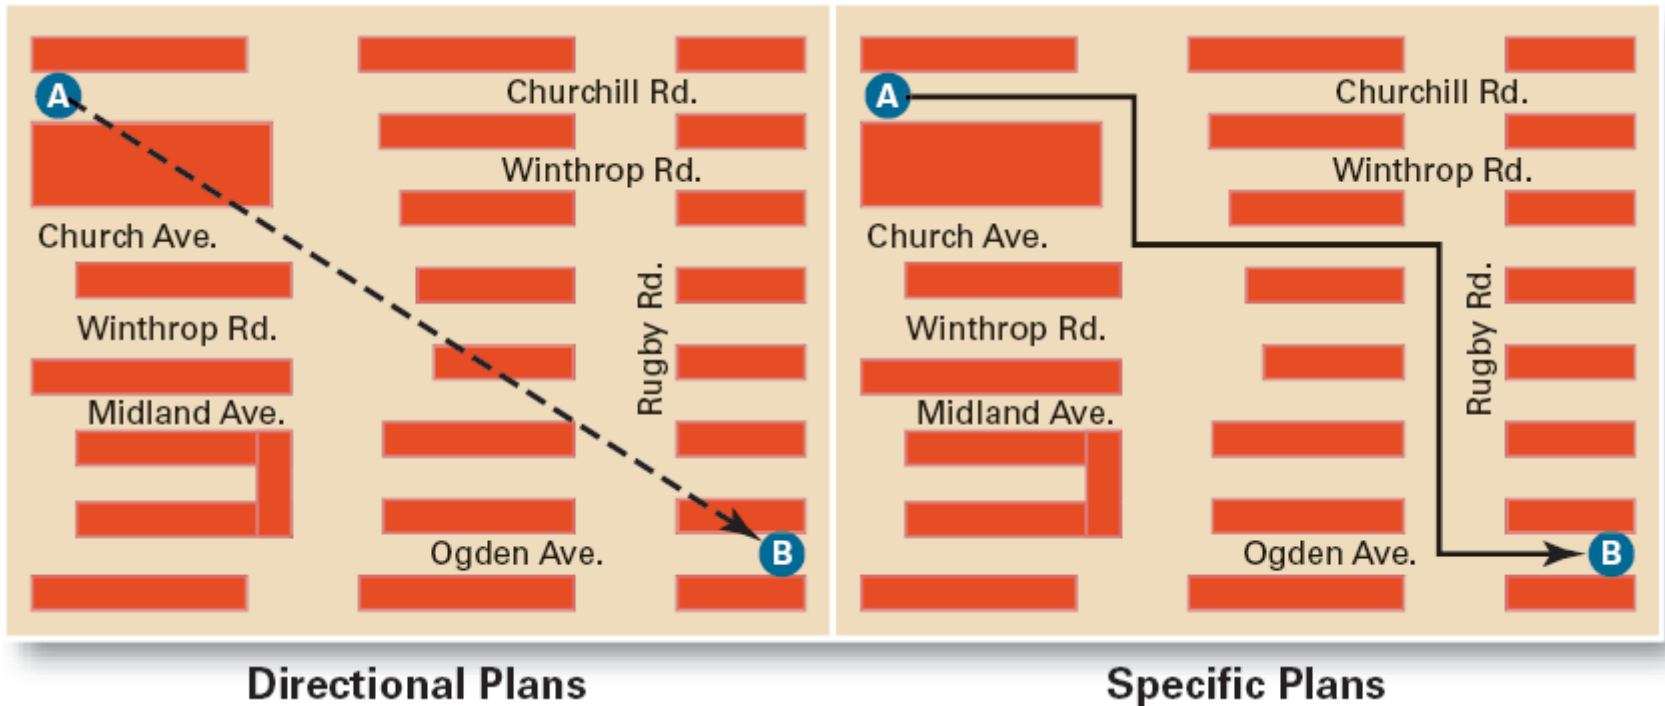 A
Churchill Rd.
Winthrop Rd.
Church Ave.
Rugby Rd.
Winthrop Rd.
Midland Ave.
Ogden Ave.
B
Directional Plans
A
Churchill Rd.
Winthrop Rd.
Church Ave.
Rugby Rd.
Winthrop Rd.
Midland Ave.
Ogden Ave.
B
Specific Plans